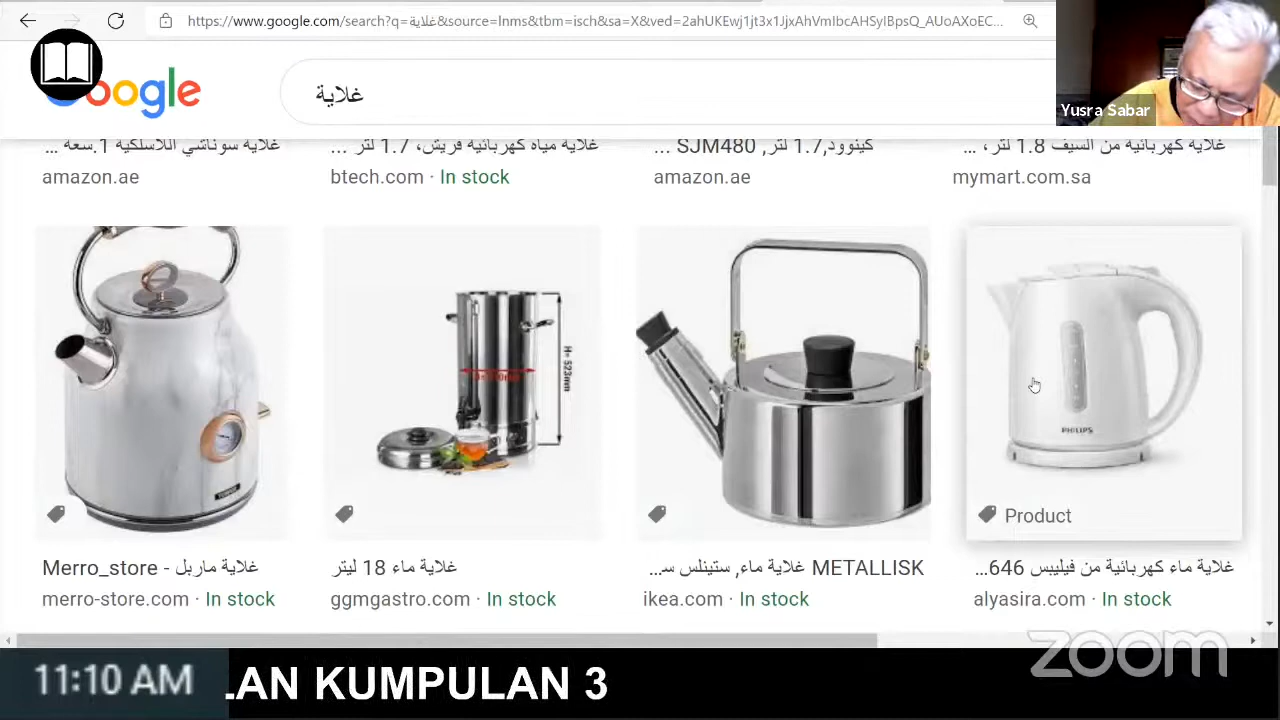 https://www.google.com/search?q=غلاية&source=lnms&tbm=isch&sa=X&ved=2ahUKEwj1jt3x1JjxAhVmIbcAHSyIBpsQ_AUoAXoEC...
Google
غلاية
Yusra Sabar
غلاية سوناشي اللاسلكية 1.سعة ...
غلاية مياه كهربائية فريش، 1.7 لتر ...
كينوود,1.7 لتر, SJM480 ...
غلاية كهربائية من السيف 1.8 لتر، ...
amazon.ae
btech.com · In stock
amazon.ae
mymart.com.sa
H= 523mm
PHILIPS
Product
غلاية ماربل - Merro_store
غلاية ماء 18 ليتر
METALLISK غلاية ماء, ستينلس س...
غلاية ماء كهربائية من فيليبس 646...
merro-store.com · In stock
ggmgastro.com · In stock
ikea.com · In stock
alyasira.com · In stock
zoom
11:10 AM
LAN KUMPULAN 3